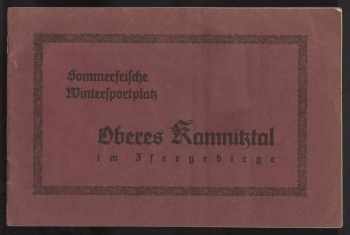 Sommerfrische
Wintersportplatz
Oberes Kamnitztal
im Isergebirge